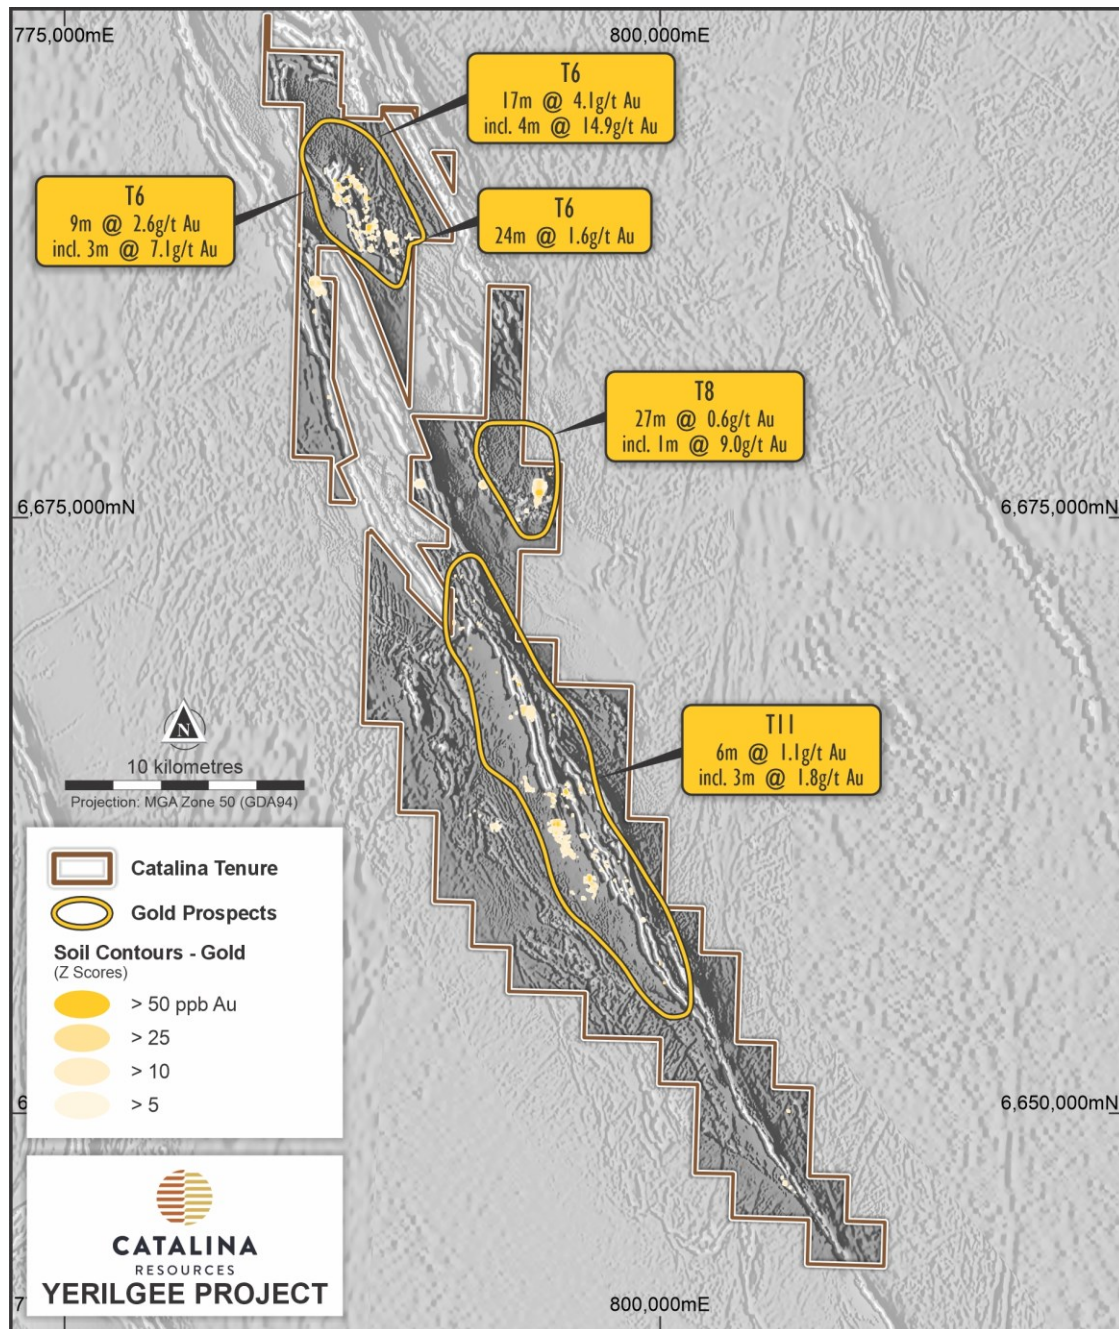 775,000mE
800,000mE
T6
17m @ 4.1g/t Au
incl. 4m @ 14.9g/t Au
T6
9m @ 2.6g/t Au
incl. 3m @ 7.1g/t Au
T6
24m @ 1.6g/t Au
T8
27m @ 0.6g/t Au
incl. 1m @ 9.0g/t Au
6,675,000mN
6,675,000mN
T11
6m @ 1.1g/t Au
incl. 3m @ 1.8g/t Au
N
10 kilometres
Projection: MGA Zone 50 (GDA94)
Catalina Tenure
Gold Prospects
Soil Contours - Gold
(Z Scores)
> 50 ppb Au
> 25
> 10
> 5
6,650,000mN
CATALINA
RESOURCES
YERILGEE PROJECT
800,000mE